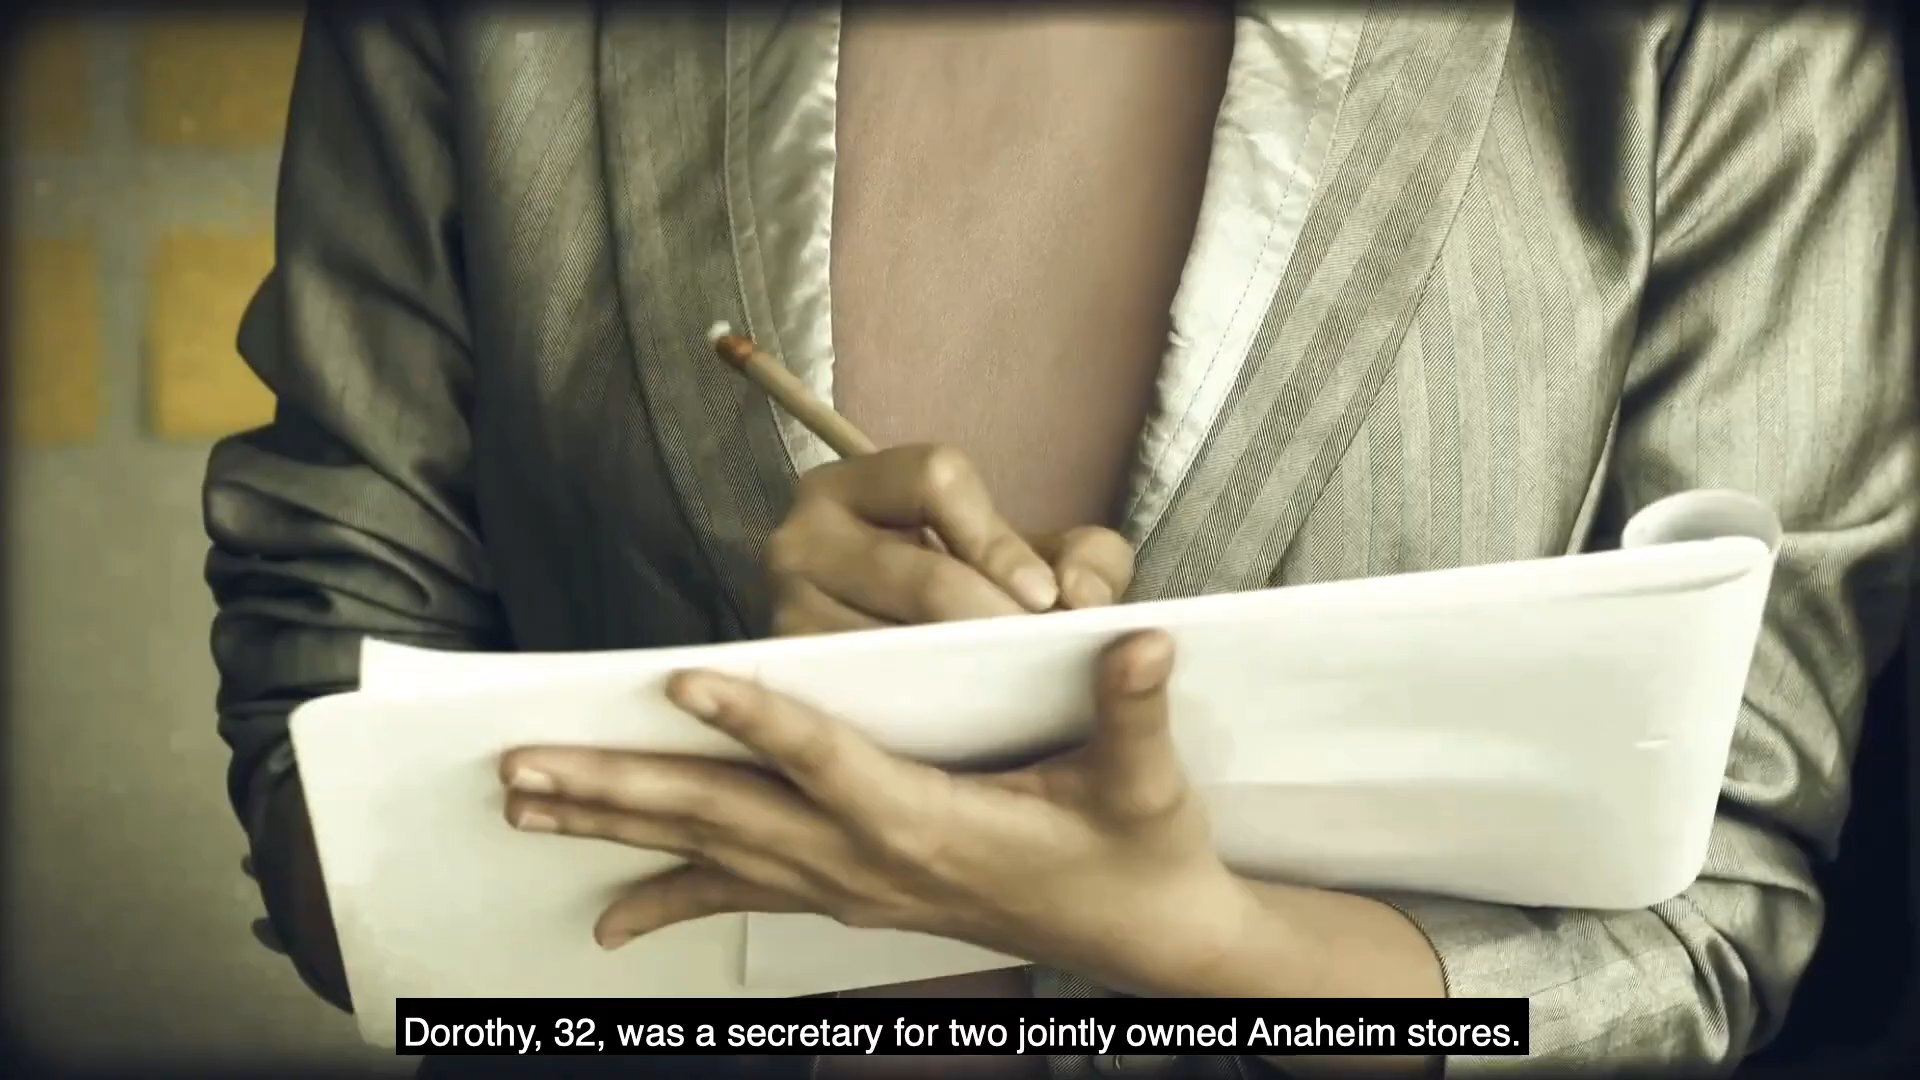 Dorothy, 32, was a secretary for two jointly owned Anaheim stores.